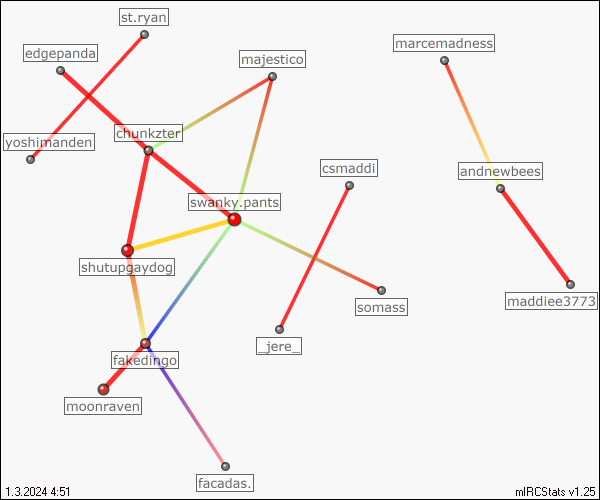 st.ryan
edgepanda
marcemadness
majestico
chunkzter
yoshimanden
csmaddi
andnewbees
swanky.pants
shutupgaydog
maddiee3773
somass
_jere_
fakedingo
moonraven
facadas.
1.3.2024 4:51
mIRCStats v1.25